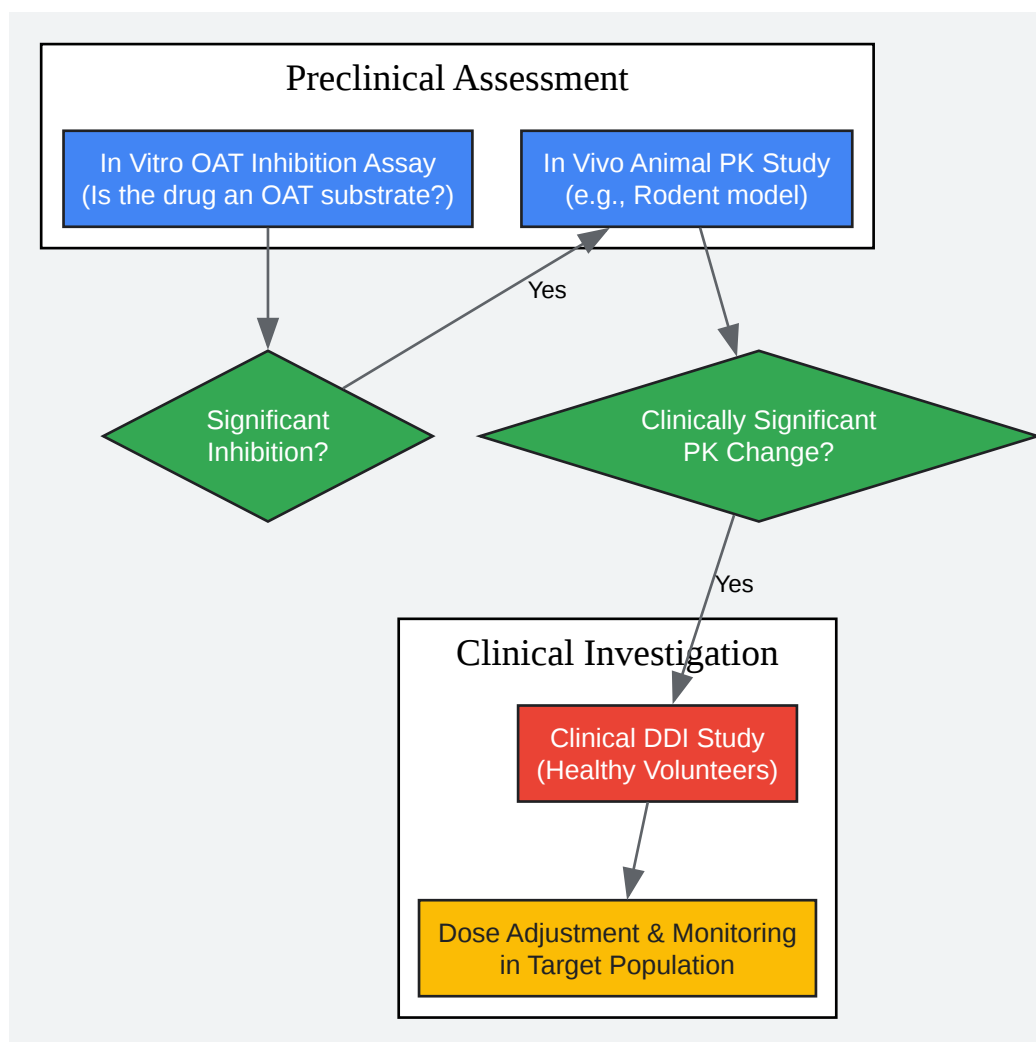 Preclinical Assessment
In Vitro OAT Inhibition Assay
(Is the drug an OAT substrate?)
In Vivo Animal PK Study
(e.g., Rodent model)
Yes
Significant
Inhibition?
Clinically Significant
PK Change?
Yes
Clinical Investigation
Clinical DDI Study
(Healthy Volunteers)
Dose Adjustment & Monitoring
in Target Population